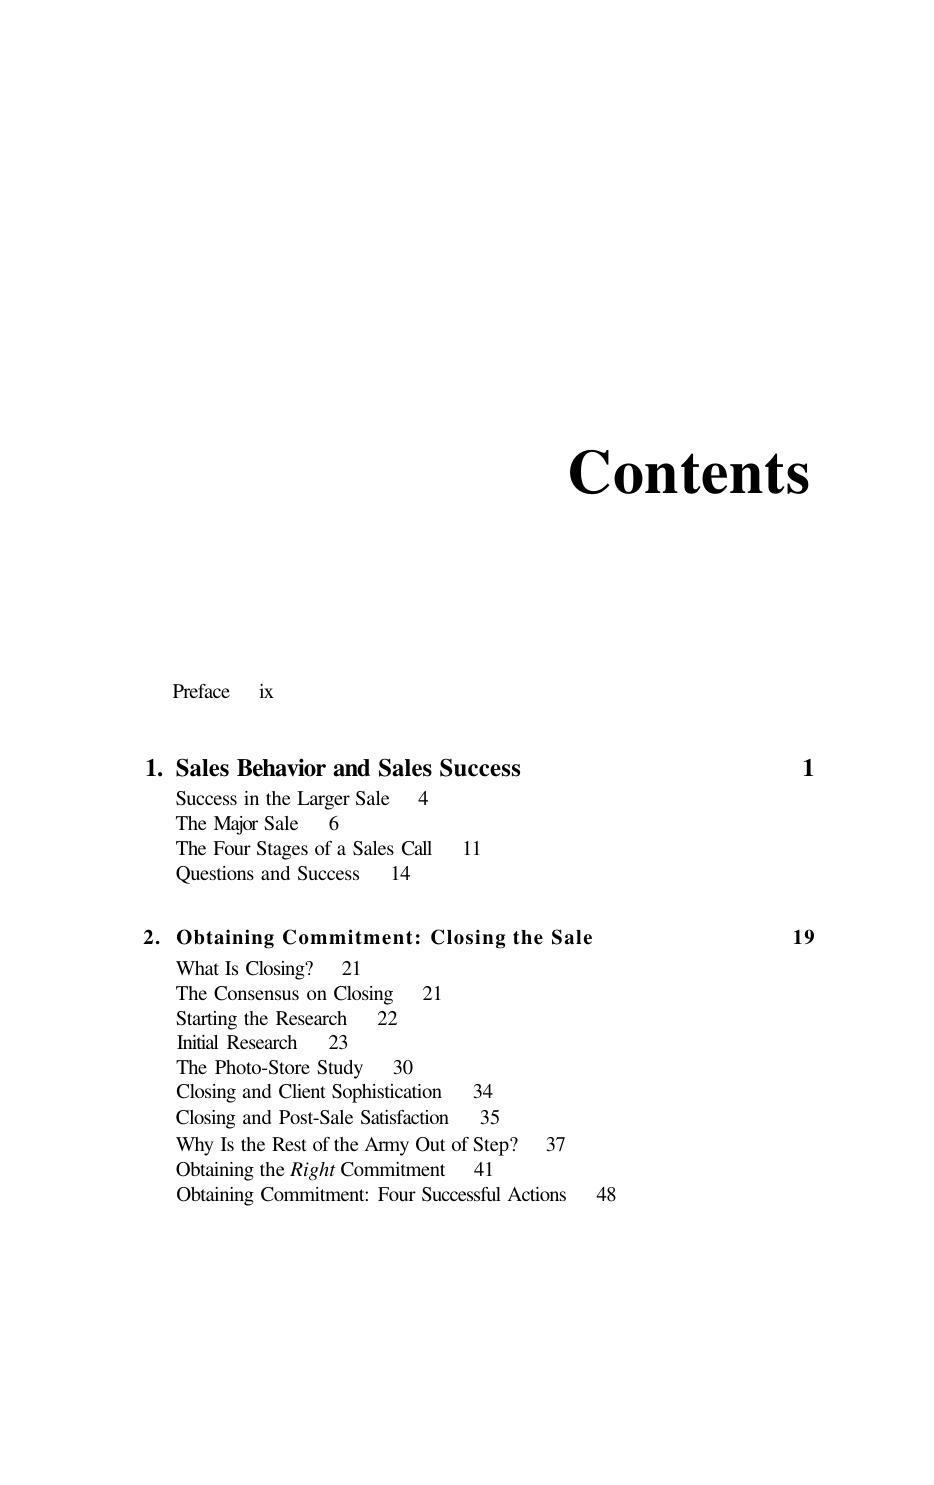 Contents
Preface ix
1. Sales Behavior and Sales Success 1
Success in the Larger Sale 4
The Major Sale 6
The Four Stages of a Sales Call 11
Questions and Success 14
2. Obtaining Commitment: Closing the Sale 19
What Is Closing? 21
The Consensus on Closing 21
Starting the Research 22
Initial Research 23
The Photo-Store Study 30
Closing and Client Sophistication 34
Closing and Post-Sale Satisfaction 35
Why Is the Rest of the Army Out of Step? 37
Obtaining the Right Commitment 41
Obtaining Commitment: Four Successful Actions 48